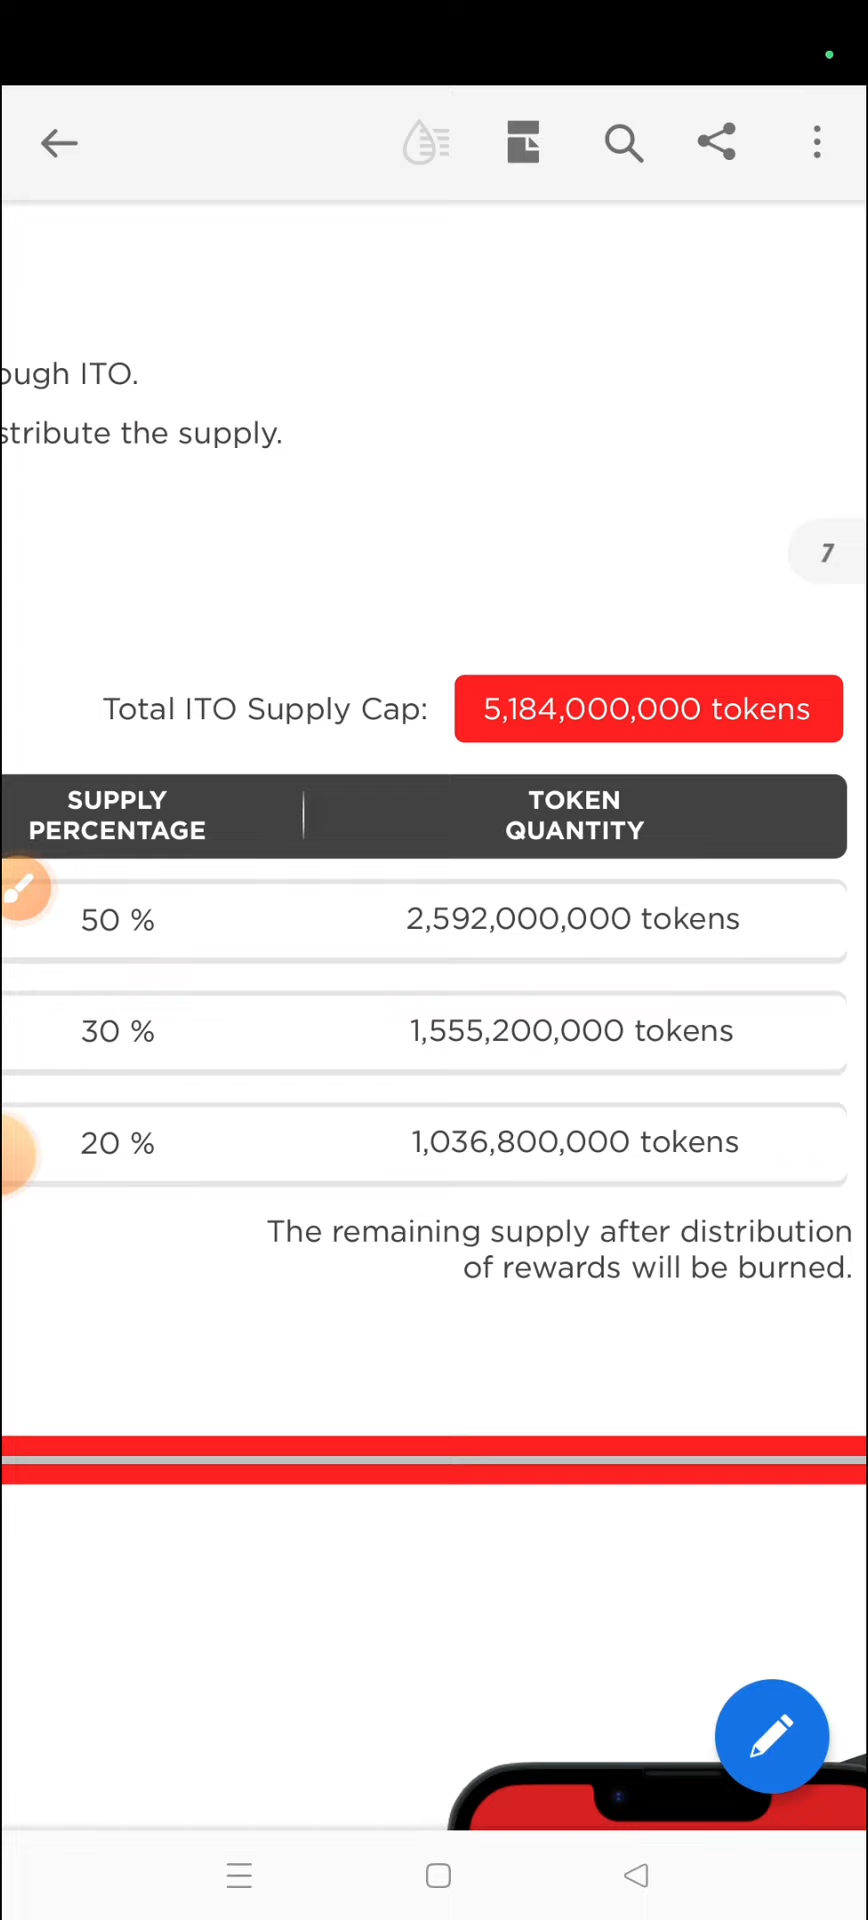 ough ITO.
stribute the supply.
7
Total ITO Supply Cap: 5,184,000,000 tokens
SUPPLY PERCENTAGE
TOKEN QUANTITY
50 % 2,592,000,000 tokens
30 % 1,555,200,000 tokens
20 % 1,036,800,000 tokens
The remaining supply after distribution
of rewards will be burned.